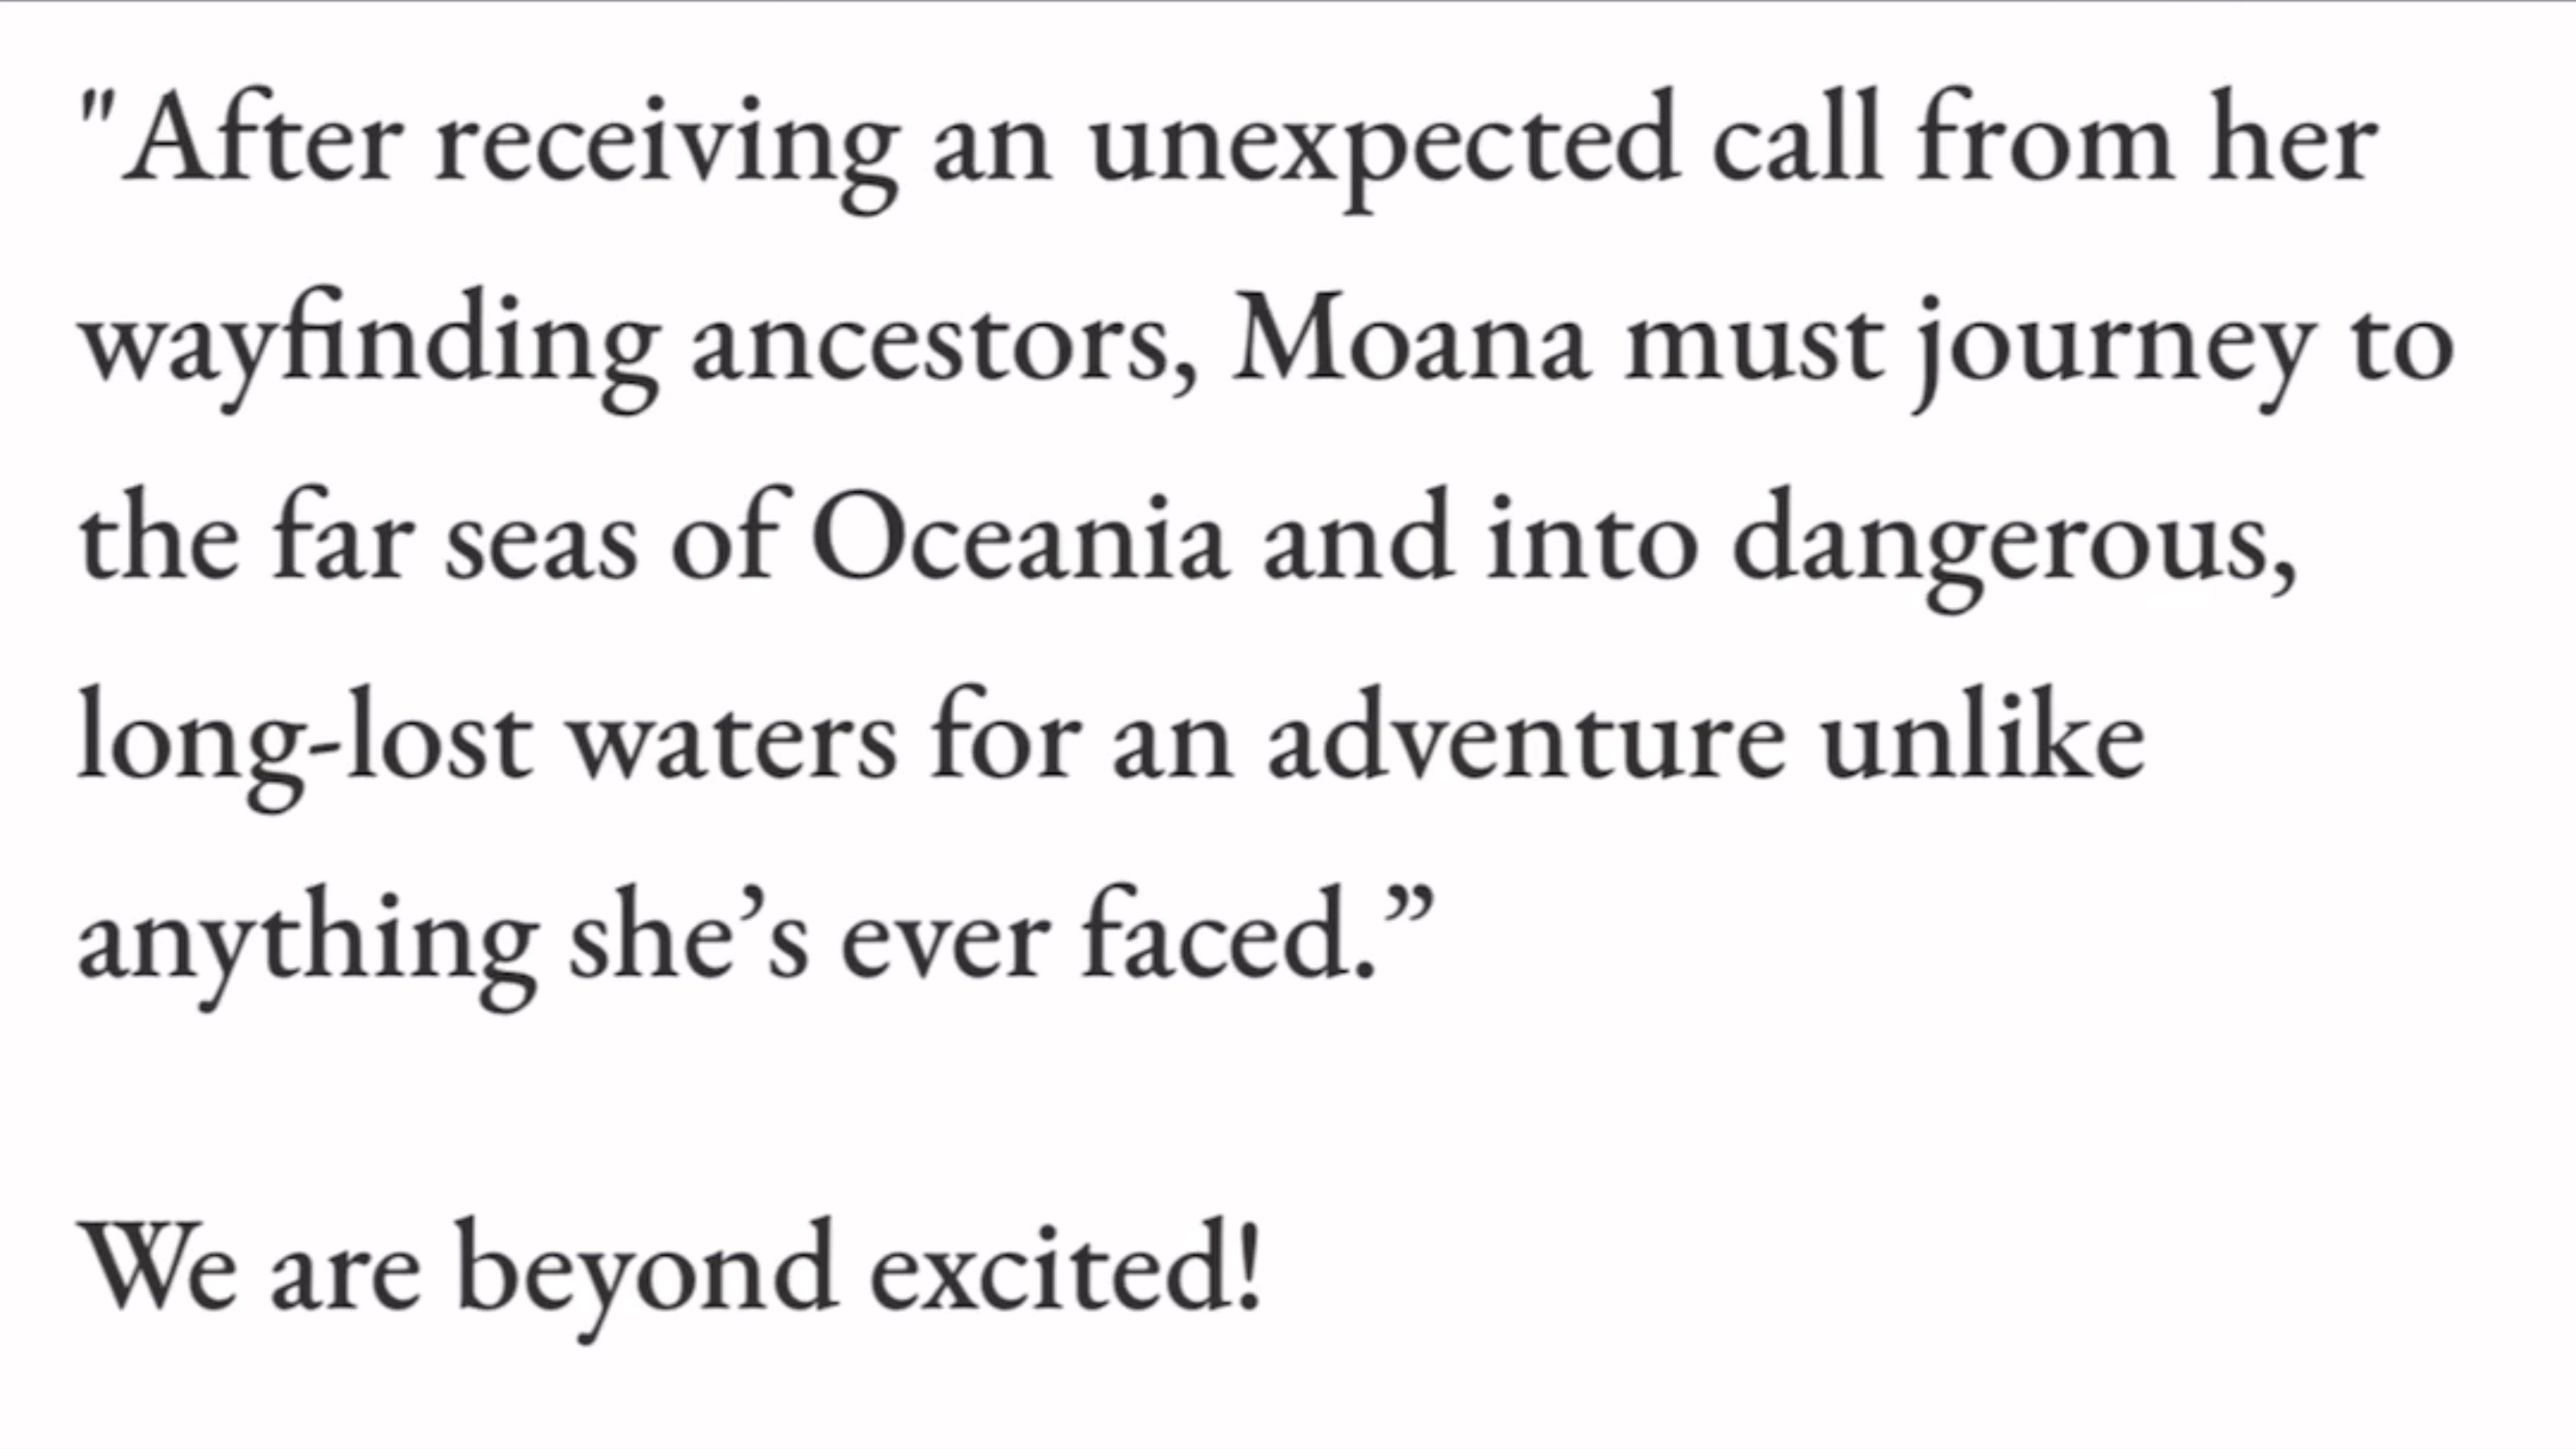 "After receiving an unexpected call from her
wayfinding ancestors, Moana must journey to
the far seas of Oceania and into dangerous,
long-lost waters for an adventure unlike
anything she’s ever faced.”
We are beyond excited!